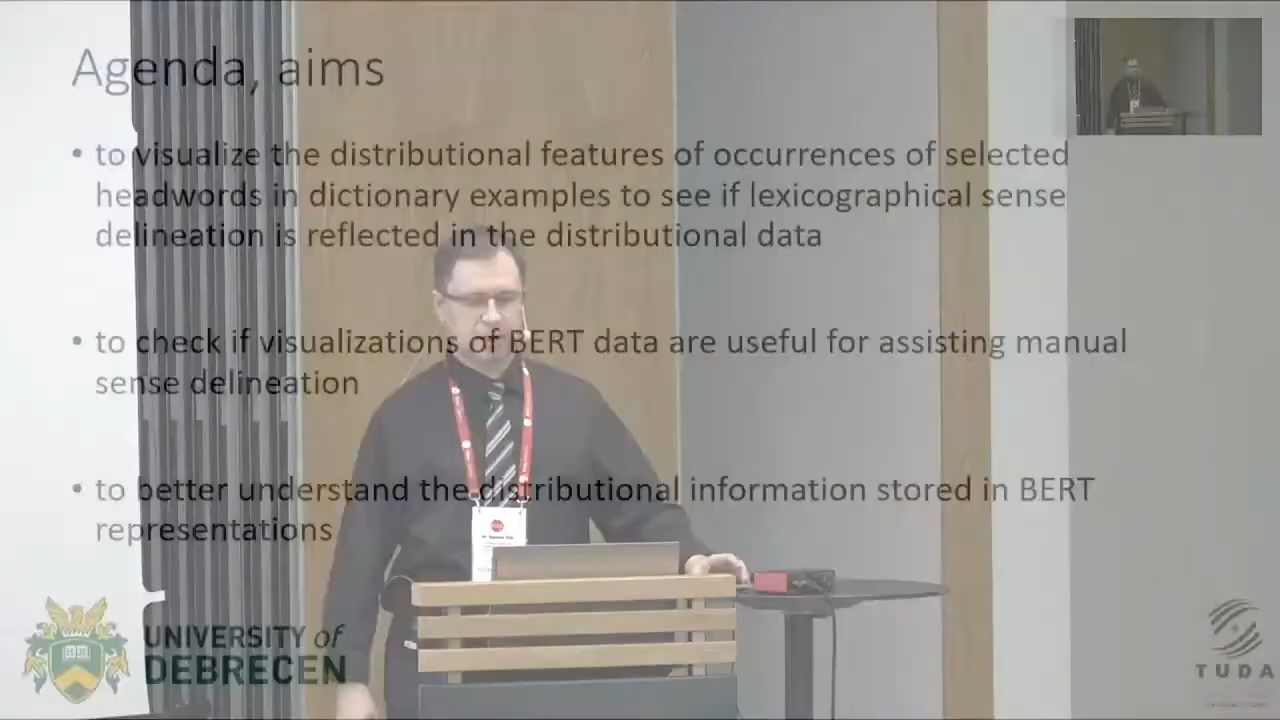 Agenda, aims
• to visualize the distributional features of occurrences of selected
headwords in dictionary examples to see if lexicographical sense
delineation is reflected in the distributional data
• to check if visualizations of BERT data are useful for assisting manual
sense delineation
• to better understand the distributional information stored in BERT
representations
UNIVERSITY of
DEBRECEN
TUDA